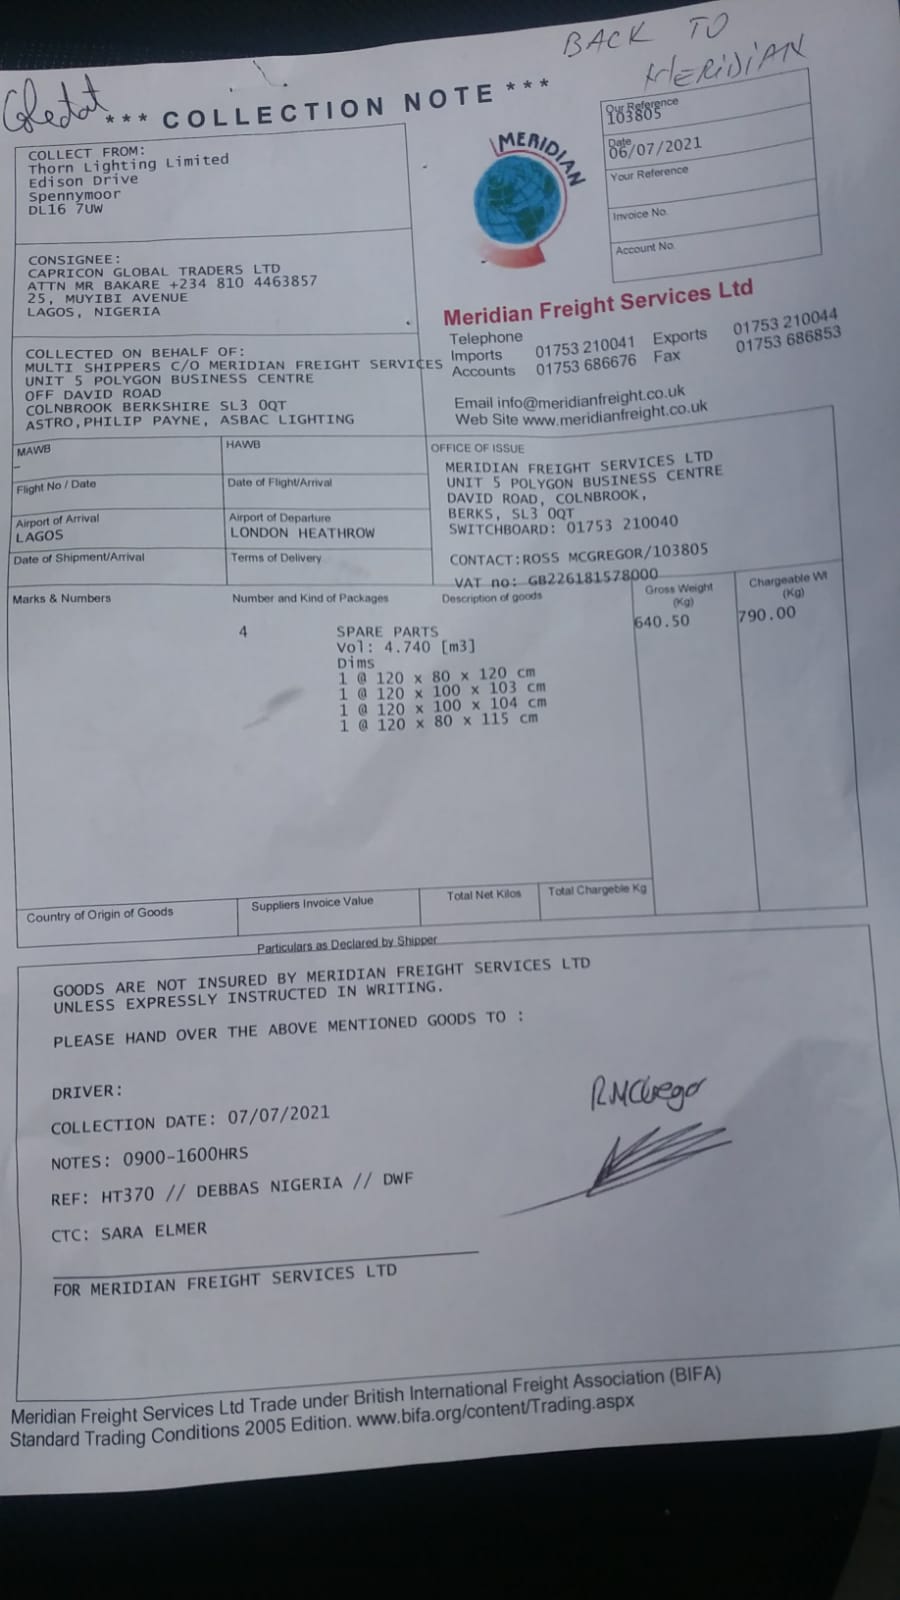 BACK TO
MERIDIAN
*** COLLECTION NOTE ***
COLLECT FROM:
Thorn Lighting Limited
Edison Drive
Spennymoor
DL16 7UW
MERIDIAN
Our Reference
103805
Date
06/07/2021
Your Reference
Invoice No.
Account No.
CONSIGNEE:
CAPRICON GLOBAL TRADERS LTD
ATTN MR BAKARE +234 810 4463857
25, MUYIBI AVENUE
LAGOS, NIGERIA
Meridian Freight Services Ltd
Telephone
Imports 01753 210041 Exports 01753 210044
Accounts 01753 686676 Fax 01753 686853
Email info@meridianfreight.co.uk
Web Site www.meridianfreight.co.uk
COLLECTED ON BEHALF OF:
MULTI SHIPPERS C/O MERIDIAN FREIGHT SERVICES
UNIT 5 POLYGON BUSINESS CENTRE
OFF DAVID ROAD
COLNBROOK BERKSHIRE SL3 0QT
ASTRO,PHILIP PAYNE, ASBAC LIGHTING
MAWB
–
HAWB
Flight No / Date
Date of Flight/Arrival
Airport of Arrival
LAGOS
Airport of Departure
LONDON HEATHROW
Date of Shipment/Arrival
Terms of Delivery
OFFICE OF ISSUE
MERIDIAN FREIGHT SERVICES LTD
UNIT 5 POLYGON BUSINESS CENTRE
DAVID ROAD, COLNBROOK,
BERKS, SL3 0QT
SWITCHBOARD: 01753 210040
CONTACT:ROSS MCGREGOR/103805
VAT no: GB226181578000
Marks & Numbers
Number and Kind of Packages
Description of goods
Gross Weight
(Kg)
Chargeable Wt
(Kg)
4 SPARE PARTS 640.50 790.00
Vol: 4.740 [m3]
Dims
1 @ 120 x 80 x 120 cm
1 @ 120 x 100 x 103 cm
1 @ 120 x 100 x 104 cm
1 @ 120 x 80 x 115 cm
Country of Origin of Goods
Suppliers Invoice Value
Total Net Kilos
Total Chargeble Kg
Particulars as Declared by Shipper
GOODS ARE NOT INSURED BY MERIDIAN FREIGHT SERVICES LTD
UNLESS EXPRESSLY INSTRUCTED IN WRITING.
PLEASE HAND OVER THE ABOVE MENTIONED GOODS TO :
DRIVER:
COLLECTION DATE: 07/07/2021
NOTES: 0900-1600HRS
REF: HT370 // DEBBAS NIGERIA // DWF
CTC: SARA ELMER
FOR MERIDIAN FREIGHT SERVICES LTD
Meridian Freight Services Ltd Trade under British International Freight Association (BIFA)
Standard Trading Conditions 2005 Edition. www.bifa.org/content/Trading.aspx